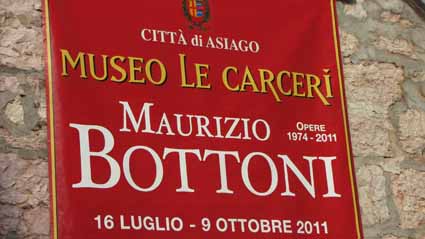 CITTÀ di ASIAGO
MUSEO LE CARCERI
MAURIZIO
OPERE
1974 - 2011
BOTTONI
16 LUGLIO - 9 OTTOBRE 2011